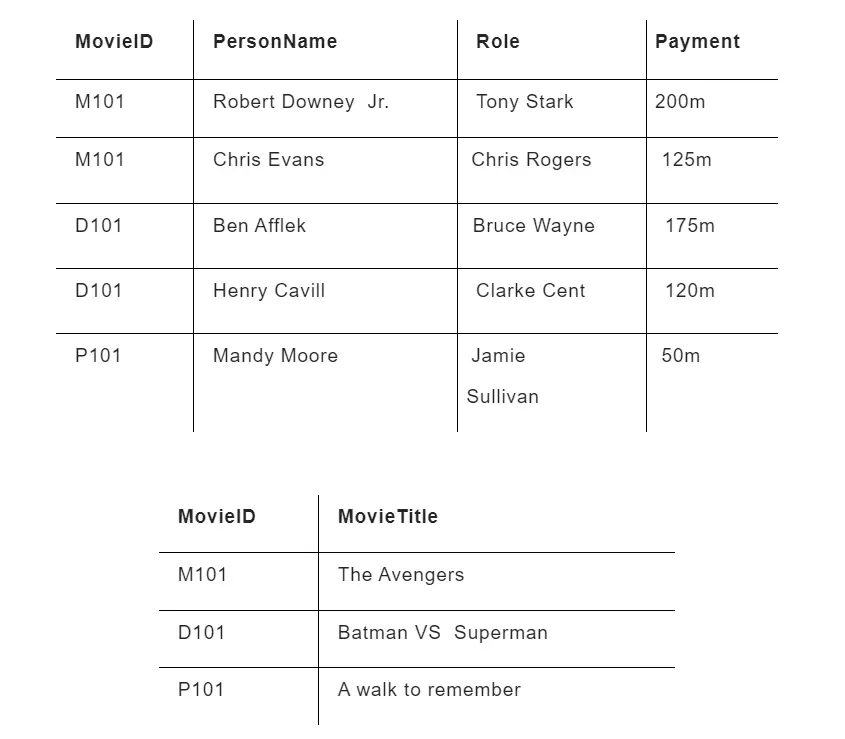 MovieID PersonName Role Payment
M101 Robert Downey Jr. Tony Stark 200m
M101 Chris Evans Chris Rogers 125m
D101 Ben Afflek Bruce Wayne 175m
D101 Henry Cavill Clarke Cent 120m
P101 Mandy Moore Jamie 50m
Sullivan
MovieID MovieTitle
M101 The Avengers
D101 Batman VS Superman
P101 A walk to remember